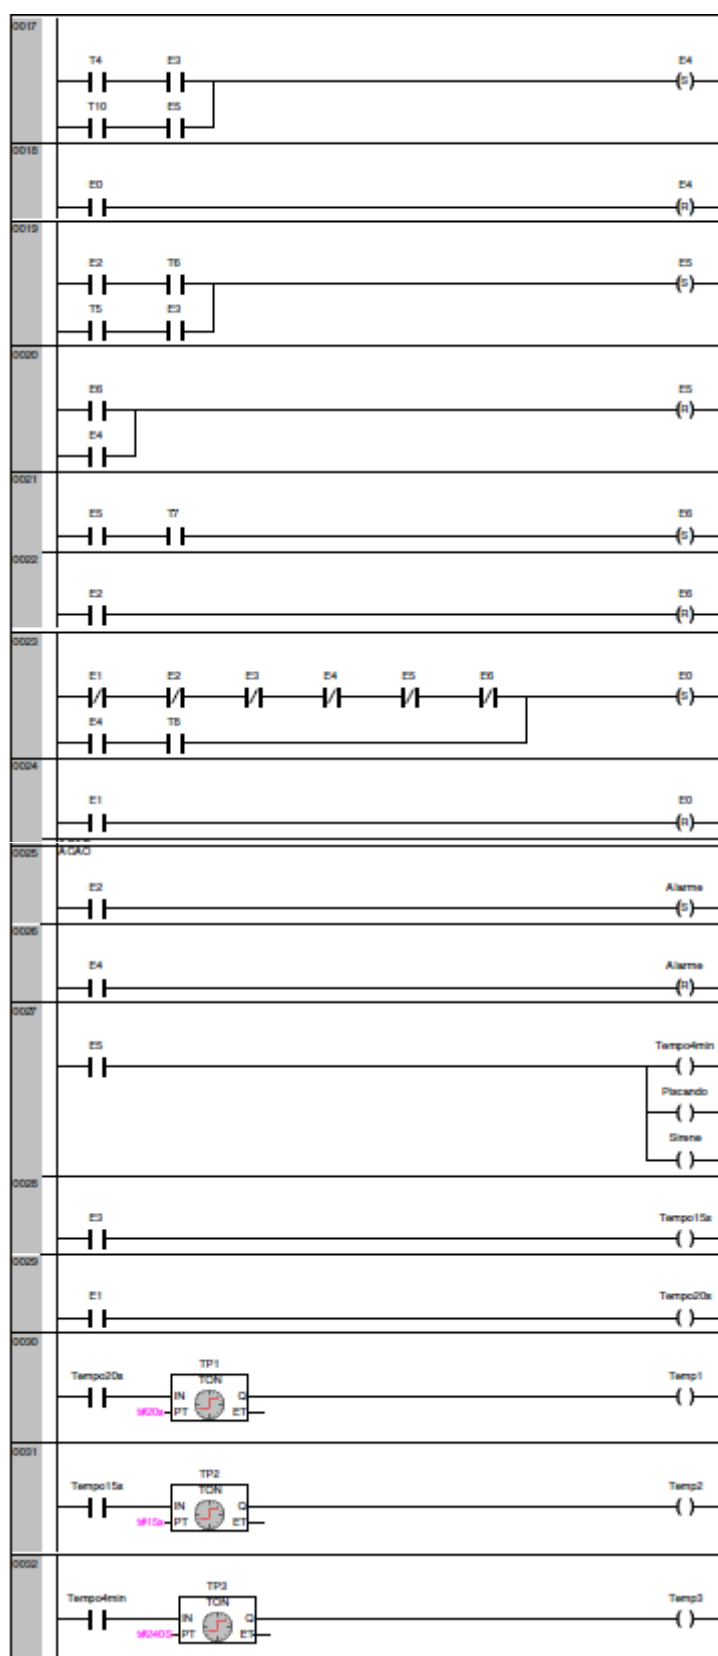 0017
T4 E3 E4
(S)
T10 E5
0018
E0 E4
(R)
0019
E2 T6 E5
(S)
T5 E3
0020
E6 E5
(R)
E4
0021
E5 T7 E6
(S)
0022
E2 E6
(R)
0023
E1 E2 E3 E4 E5 E6 E0
(S)
E4 T8
0024
E1 E0
(R)
0025 ACAO
E2 Alarme
(S)
0026
E4 Alarme
(R)
0027
E5 Tempo4min
Piscando
Sirene
0028
E3 Tempo15s
0029
E1 Tempo20s
0030
TP1
Tempo20s TON Temp1
IN Q
t#20s PT ET
0031
TP2
Tempo15s TON Temp2
IN Q
t#15s PT ET
0032
TP3
Tempo4min TON Temp3
IN Q
t#240S PT ET